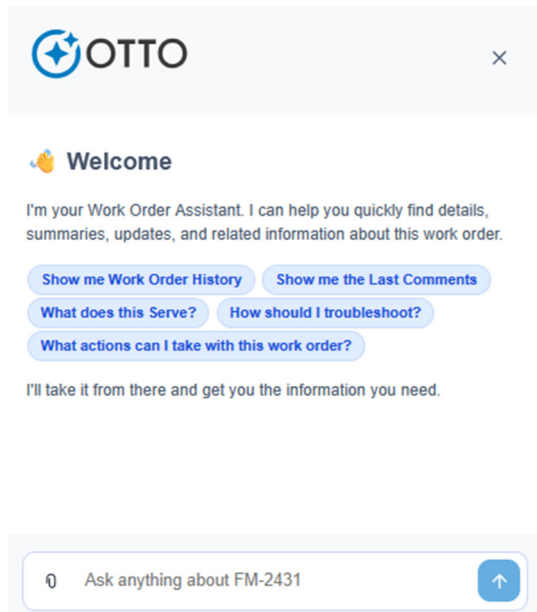 OTTO
Welcome
I'm your Work Order Assistant. I can help you quickly find details,
summaries, updates, and related information about this work order.
Show me Work Order History
Show me the Last Comments
What does this Serve?
How should I troubleshoot?
What actions can I take with this work order?
I'll take it from there and get you the information you need.
Ask anything about FM-2431